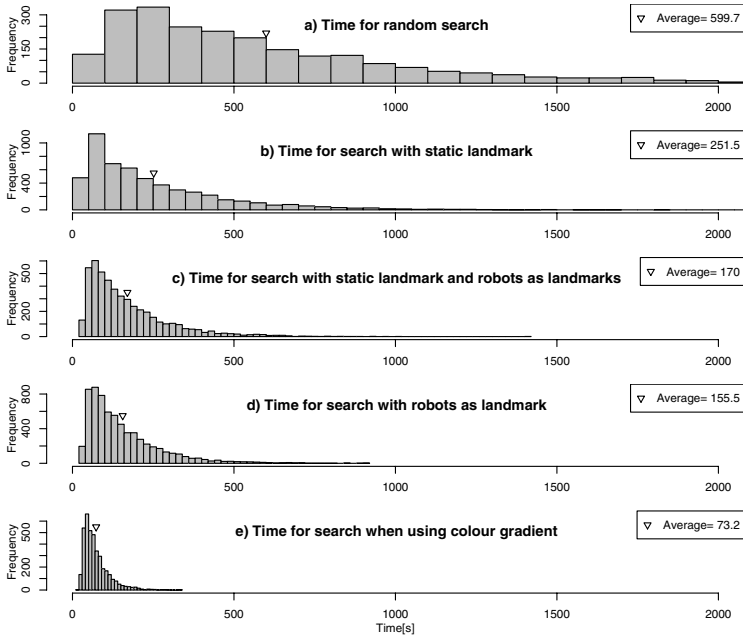 a) Time for random search
Average= 599.7
Frequency
0 150 300
0 500 1000 1500 2000
b) Time for search with static landmark
Average= 251.5
Frequency
0 400 1000
0 500 1000 1500 2000
c) Time for search with static landmark and robots as landmarks
Average= 170
Frequency
0 200 500
0 500 1000 1500 2000
d) Time for search with robots as landmark
Average= 155.5
Frequency
0 400 800
0 500 1000 1500 2000
e) Time for search when using colour gradient
Average= 73.2
Frequency
0 200 500
0 500 1000 1500 2000
Time[s]